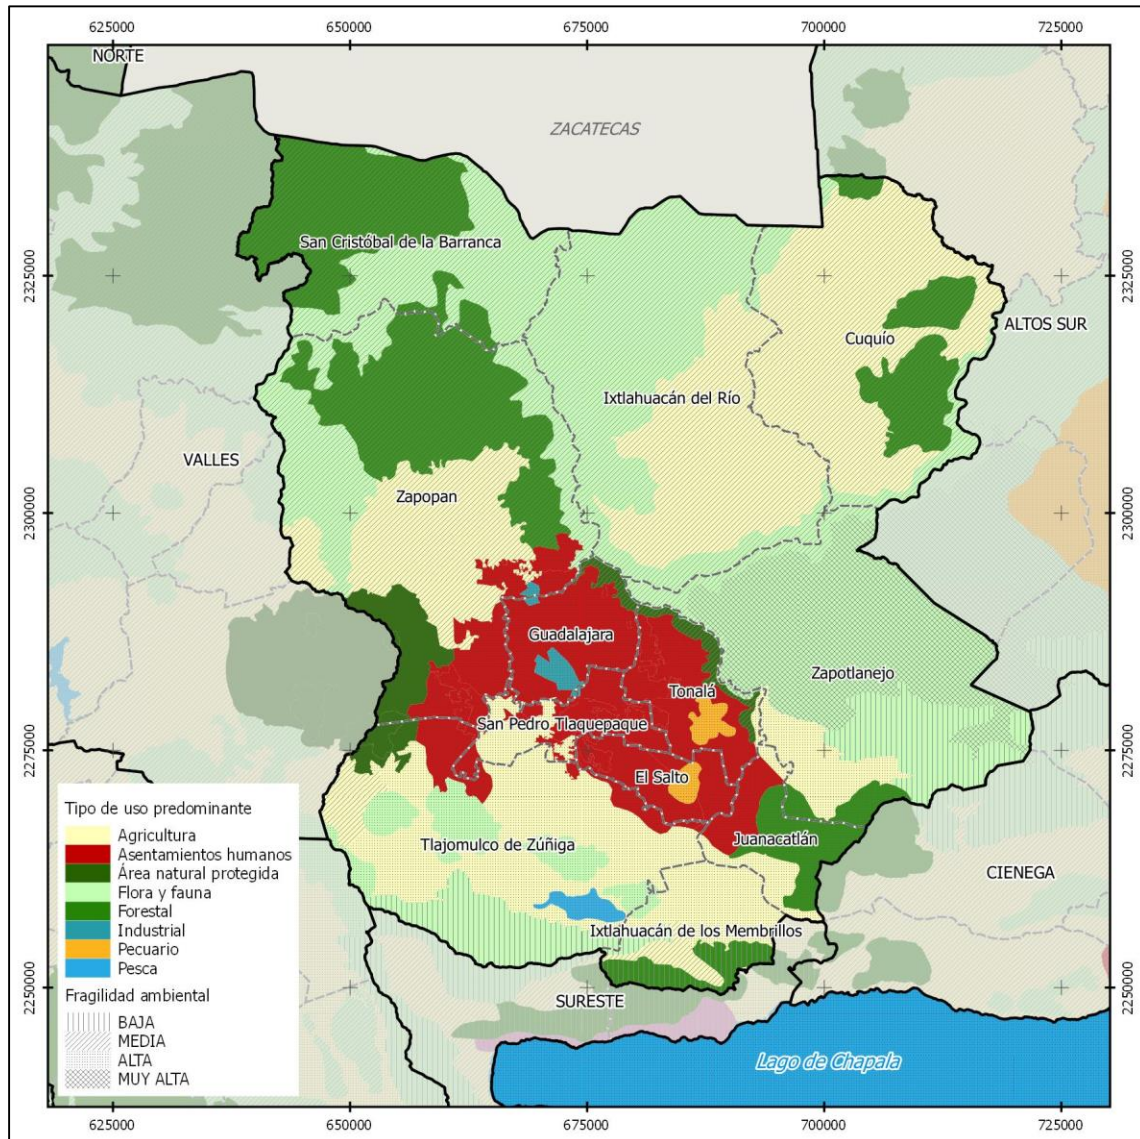 625000 650000 675000 700000 725000
NORTE
ZACATECAS
San Cristóbal de la Barranca
2325000 2325000
ALTOS SUR
Cuquío
Ixtlahuacán del Río
VALLES
Zapopan
2300000 2300000
Guadalajara
Zapotlanejo
Tonalá
San Pedro Tlaquepaque
2275000 2275000
El Salto
Juanacatlán
Tlajomulco de Zúñiga
CIENEGA
Ixtlahuacán de los Membrillos
2250000 2250000
SURESTE
Lago de Chapala
Tipo de uso predominante
Agricultura
Asentamientos humanos
Área natural protegida
Flora y fauna
Forestal
Industrial
Pecuario
Pesca
Fragilidad ambiental
BAJA
MEDIA
ALTA
MUY ALTA
625000 650000 675000 700000 725000